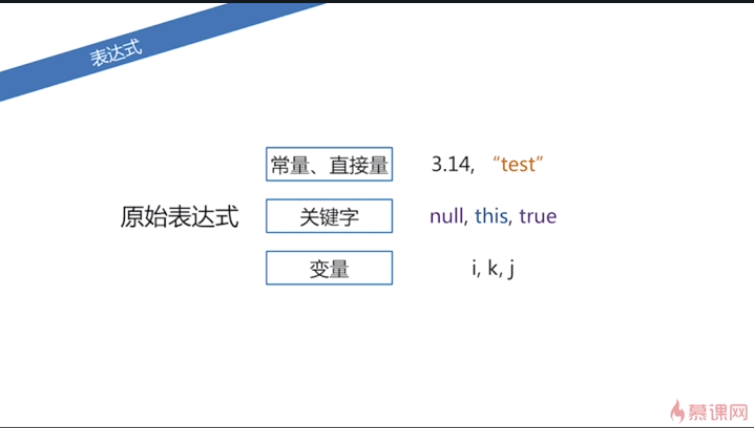 表达式
常量、直接量 3.14, “test”
原始表达式 关键字 null, this, true
变量 i, k, j
慕课网